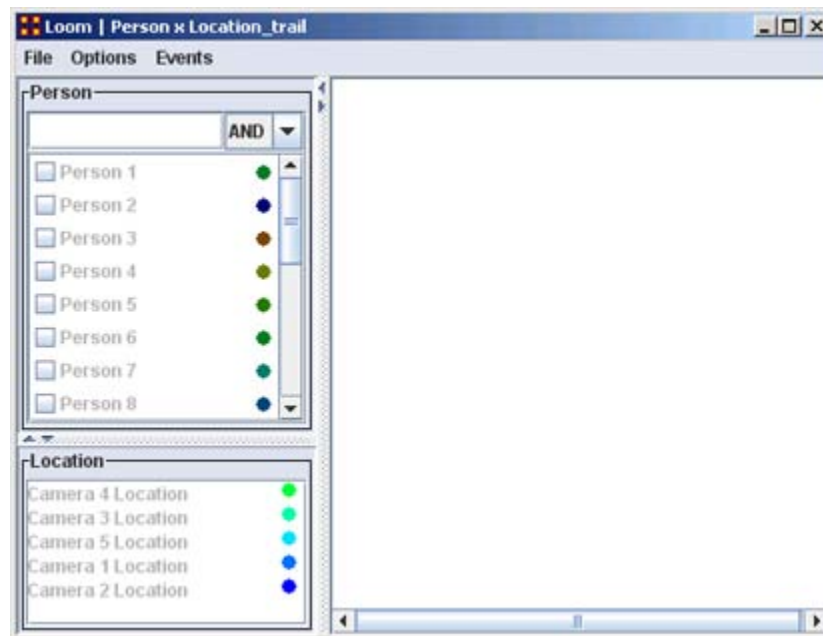 Loom | Person x Location_trail
File Options Events
Person
AND
Person 1
Person 2
Person 3
Person 4
Person 5
Person 6
Person 7
Person 8
Location
Camera 4 Location
Camera 3 Location
Camera 5 Location
Camera 1 Location
Camera 2 Location